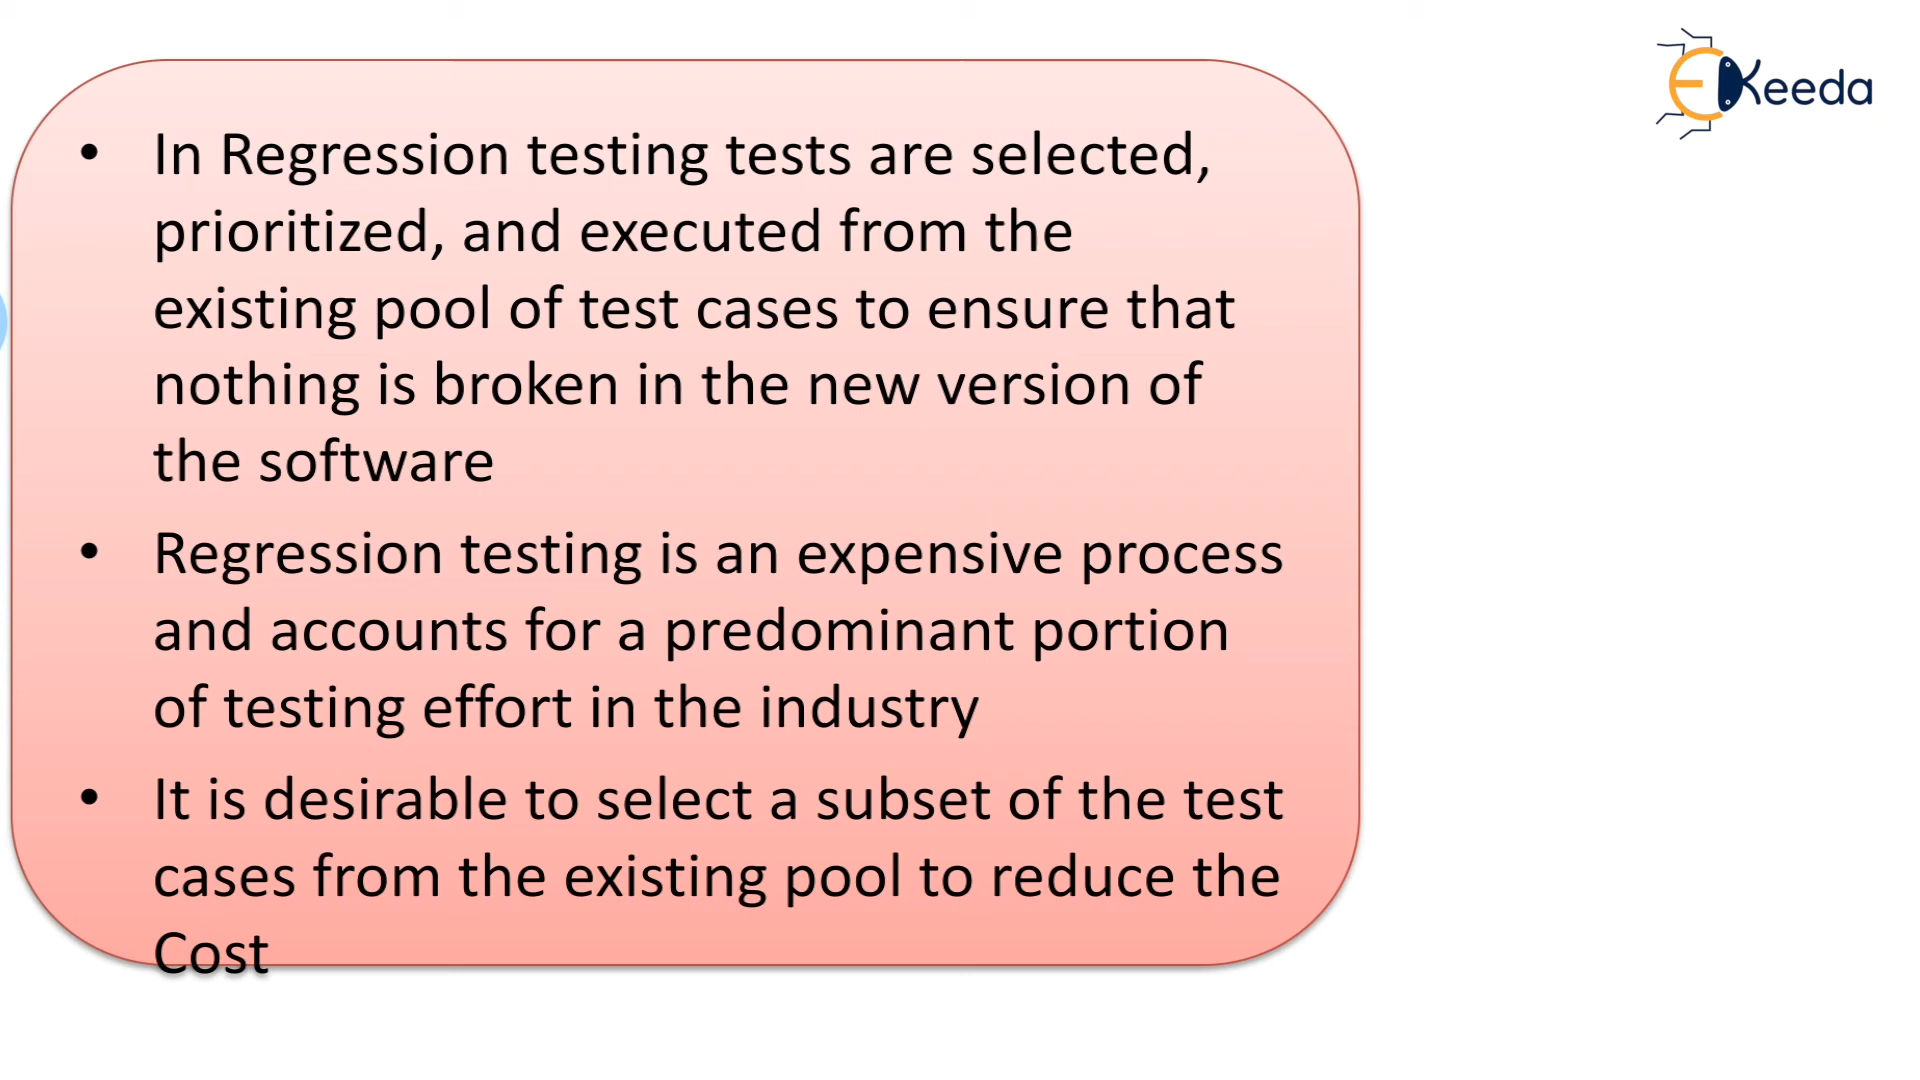 EKeeda
• In Regression testing tests are selected,
prioritized, and executed from the
existing pool of test cases to ensure that
nothing is broken in the new version of
the software
• Regression testing is an expensive process
and accounts for a predominant portion
of testing effort in the industry
• It is desirable to select a subset of the test
cases from the existing pool to reduce the
Cost